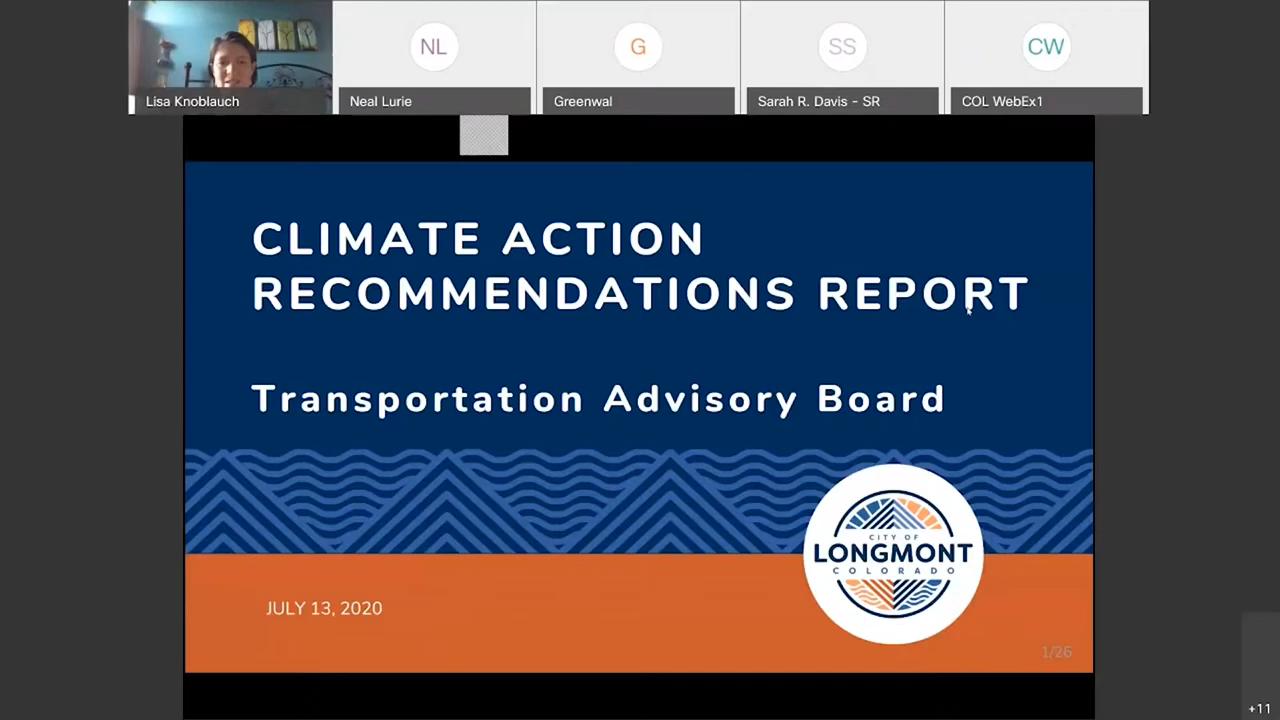 NL
G
SS
CW
Lisa Knoblauch
Neal Lurie
Greenwal
Sarah R. Davis - SR
COL WebEx1
CLIMATE ACTION
RECOMMENDATIONS REPORT
Transportation Advisory Board
CITY OF
LONGMONT
COLORADO
JULY 13, 2020
1/26
+11